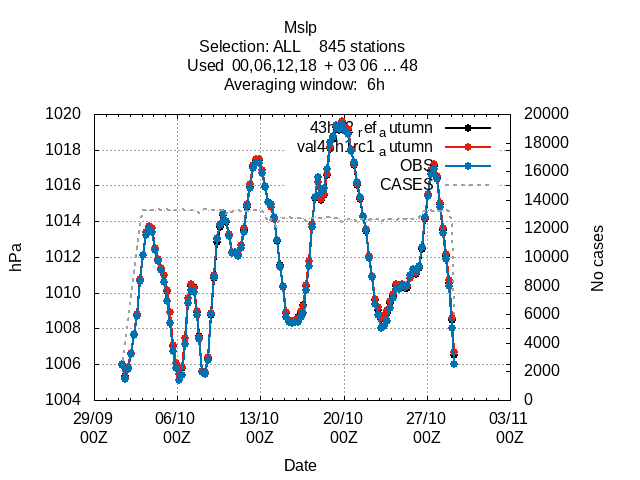 Mslp
Selection: ALL 845 stations
Used 00,06,12,18 + 03 06 ... 48
Averaging window: 6h
1020 20000
1018 18000
1016 16000
1014 14000
1012 12000
1010 10000
1008 8000
1006 6000
1004 4000
2000
0
hPa
No cases
ref autumn
autumn
OBS
CASES
29/09 06/10 13/10 20/10 27/10 03/11
00Z 00Z 00Z 00Z 00Z 00Z
Date